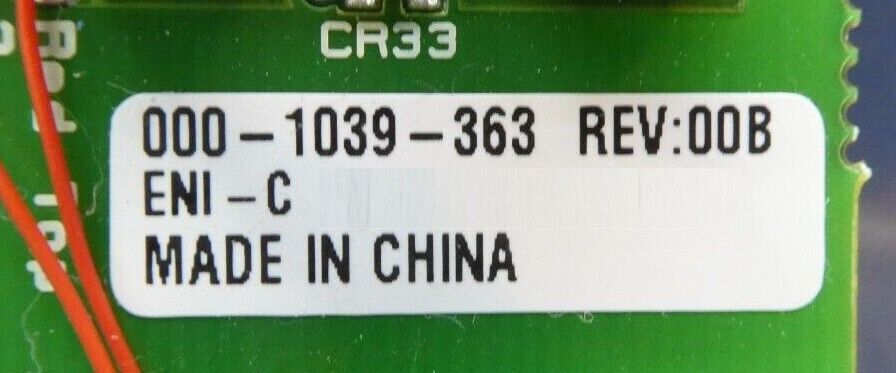 CR33
000-1039-363 REV:00B
ENI-C
MADE IN CHINA